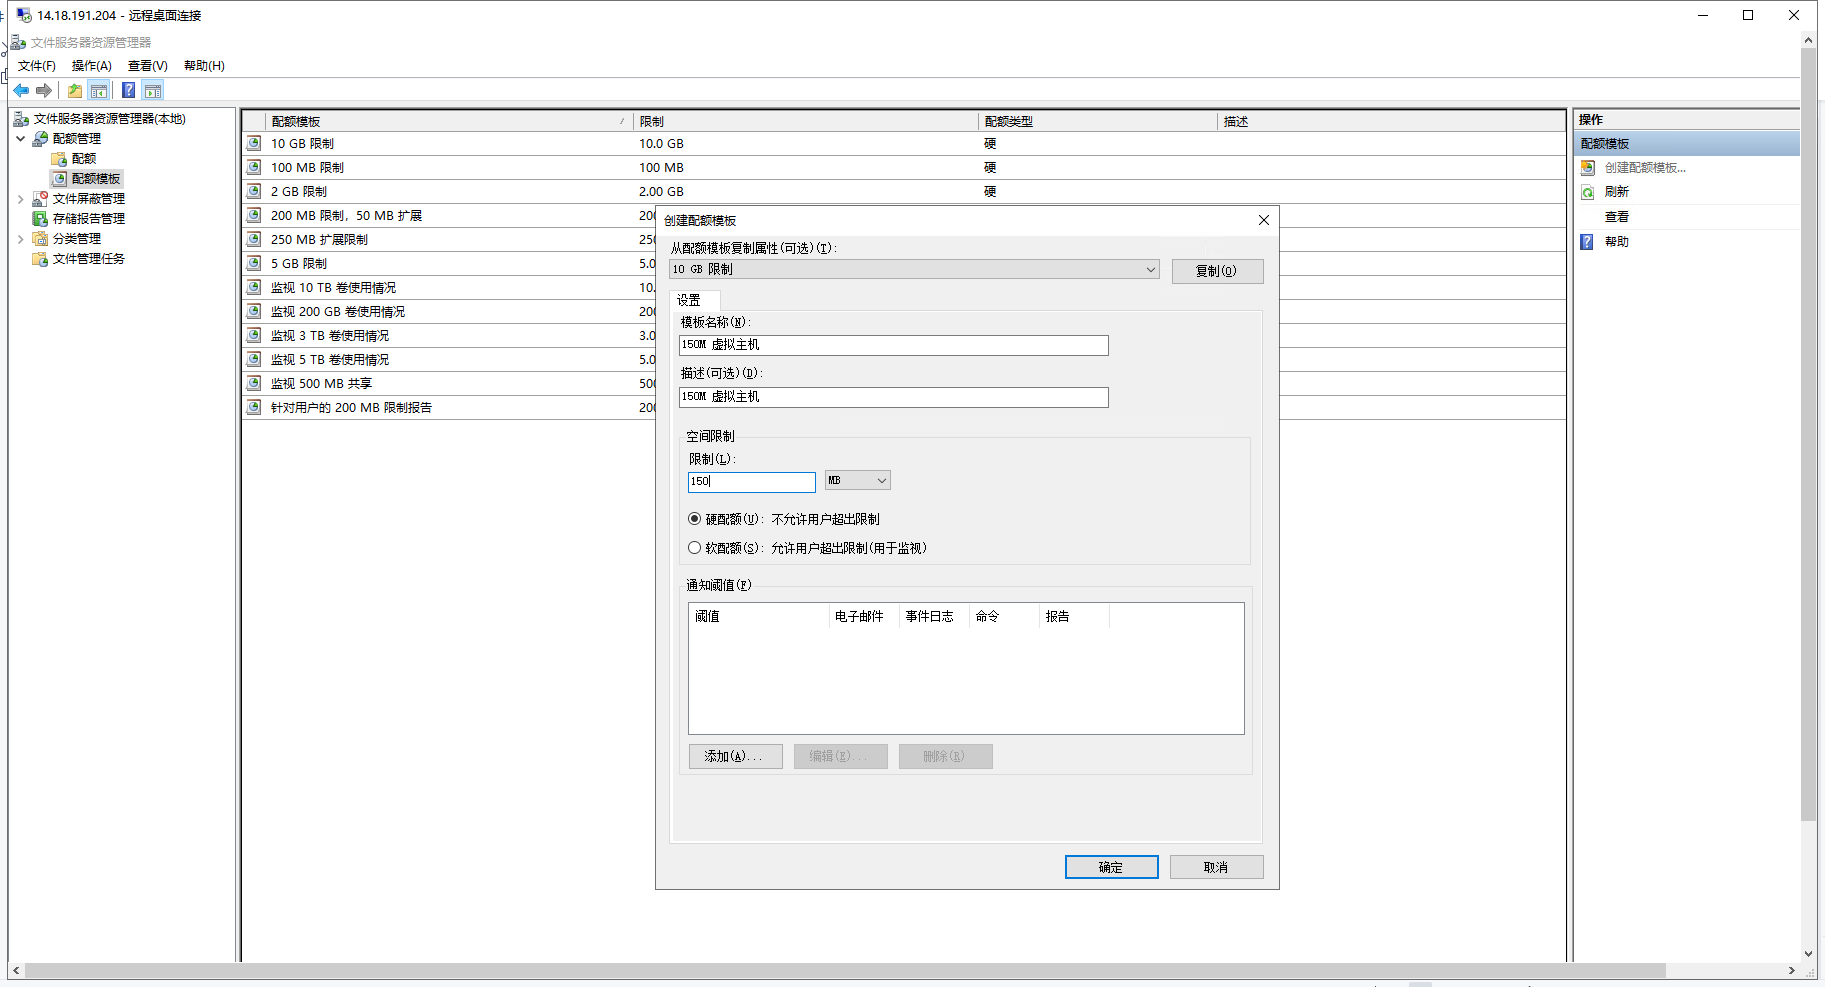 14.18.191.204 - 远程桌面连接
文件服务器资源管理器
文件(F) 操作(A) 查看(V) 帮助(H)
文件服务器资源管理器(本地)
配额管理
配额
配额模板
文件屏蔽管理
存储报告管理
分类管理
文件管理任务
配额模板 限制 配额类型 描述
10 GB 限制 10.0 GB 硬
100 MB 限制 100 MB 硬
2 GB 限制 2.00 GB 硬
200 MB 限制，50 MB 扩展 200
250 MB 扩展限制 250
5 GB 限制 5.0
监视 10 TB 卷使用情况 10.
监视 200 GB 卷使用情况 200
监视 3 TB 卷使用情况 3.0
监视 5 TB 卷使用情况 5.0
监视 500 MB 共享 500
针对用户的 200 MB 限制报告 200
创建配额模板
从配额模板复制属性(可选)(T):
10 GB 限制 复制(O)
设置
模板名称(N):
150M 虚拟主机
描述(可选)(D):
150M 虚拟主机
空间限制
限制(L):
150 MB
硬配额(U): 不允许用户超出限制
软配额(S): 允许用户超出限制(用于监视)
通知阈值(F)
阈值 电子邮件 事件日志 命令 报告
添加(A)... 编辑(E)... 删除(R)
确定 取消
操作
配额模板
创建配额模板...
刷新
查看
帮助